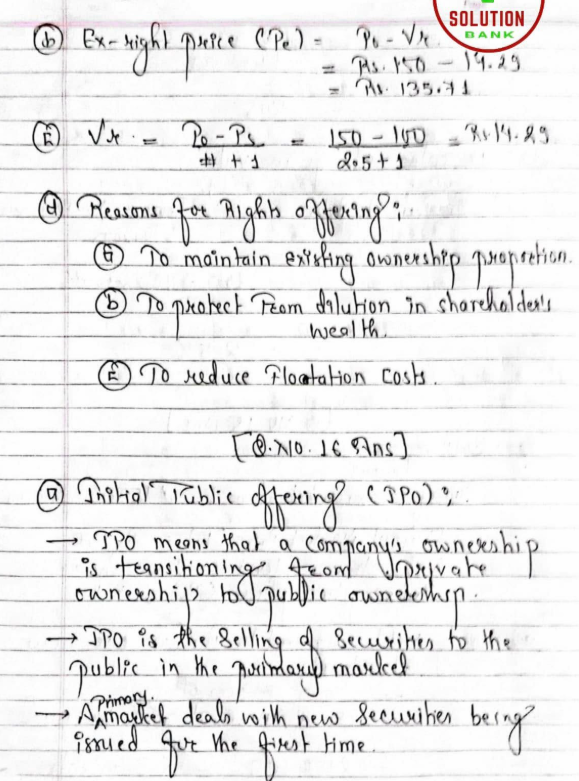 SOLUTION
BANK
(b) Ex-right price (Pe) = Po - Vr.
= Rs. 150 - 14.29
= Rs. 135.71
(c) Vr. = Po - Ps / # + 1 = 150 - 100 / 2.5 + 1 = Rs 14.29
(d) Reasons for Rights offering:
(a) To maintain existing ownership proportion.
(b) To protect From dilution in shareholder's
wealth.
(c) To reduce Floatation costs.
[Q.No. 16 Ans]
(a) Initial Public offering (IPO):
→ IPO means that a company's ownership
is transitioning from private
ownership to public ownership.
→ IPO is the Selling of Securities to the
public in the primary market
→ A primary market deals with new Securities being
issued for the first time.